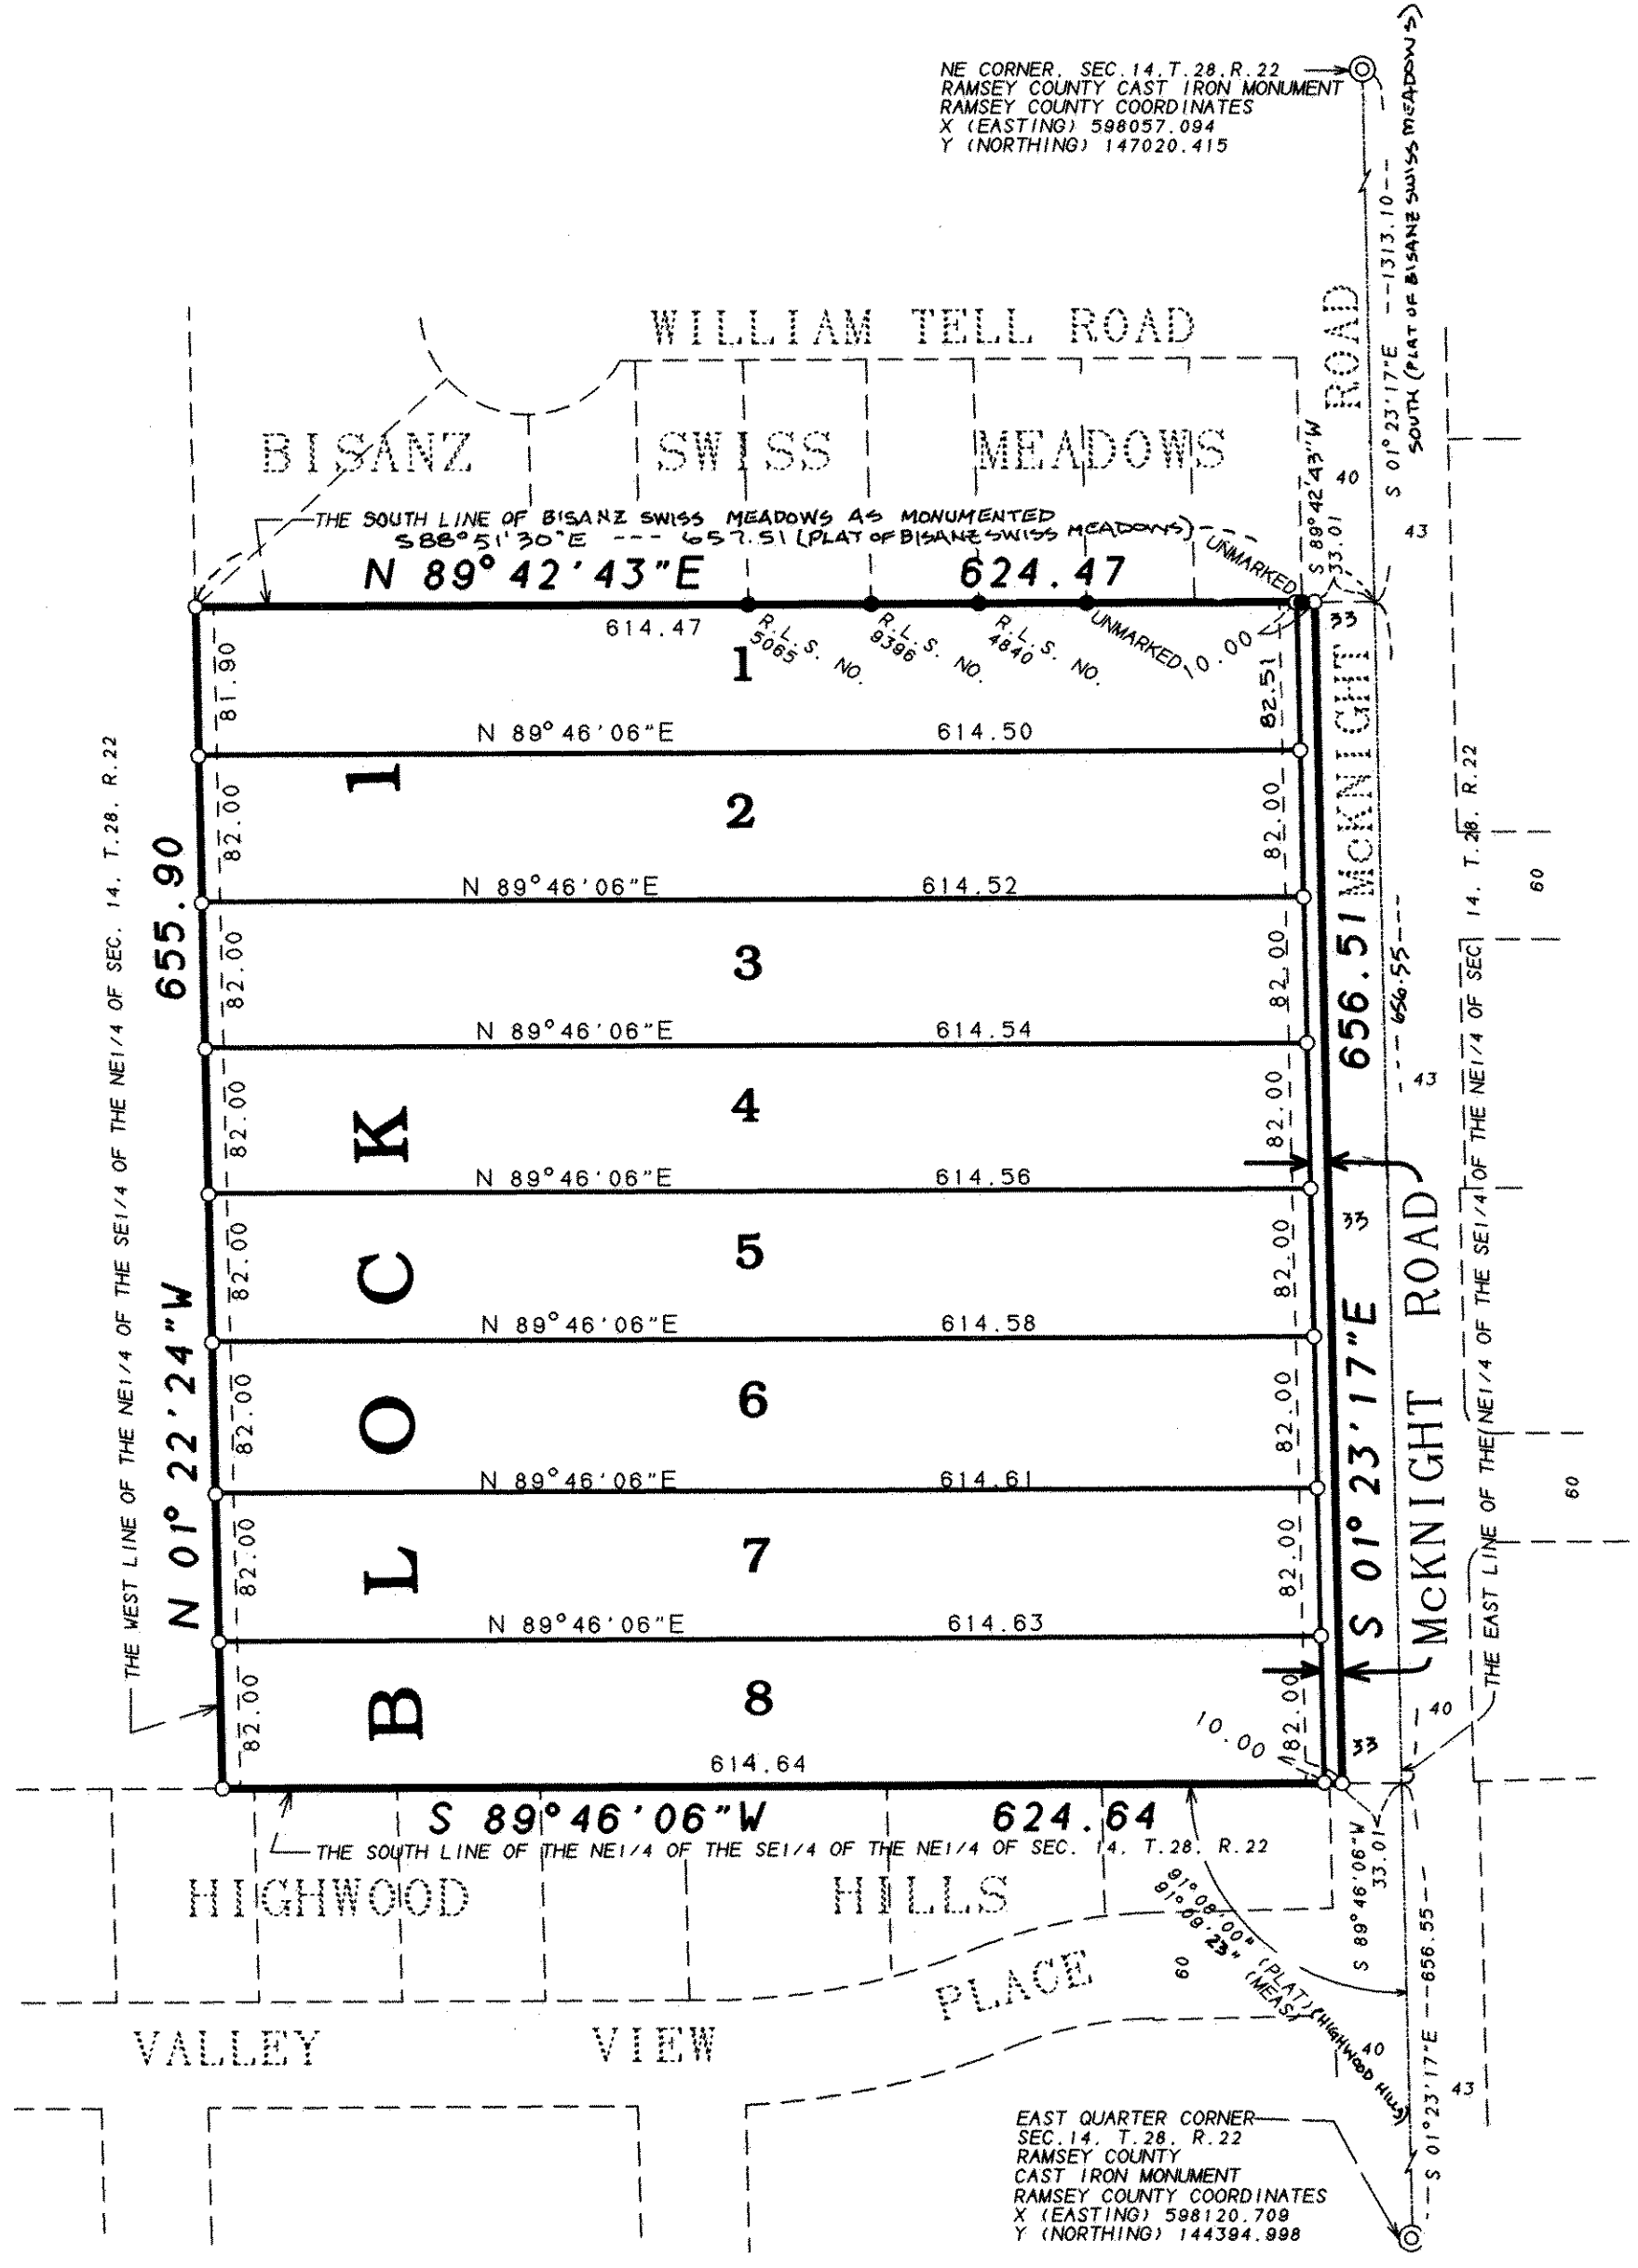 NE CORNER, SEC.14,T.28,R.22
RAMSEY COUNTY CAST IRON MONUMENT
RAMSEY COUNTY COORDINATES
X (EASTING) 598057.094
Y (NORTHING) 147020.415
S 01°23'17"E --1313.10--
SOUTH (PLAT OF BISANZ SWISS MEADOWS)
WILLIAM TELL ROAD
ROAD
BISANZ SWISS MEADOWS
40
43
S 89°42'43"W
33.01
THE SOUTH LINE OF BISANZ SWISS MEADOWS AS MONUMENTED
S88°51'30"E --- 657.51 (PLAT OF BISANZ SWISS MEADOWS)
UNMARKED
N 89°42'43"E 624.47
614.47
R.L.S. NO.
5065
R.L.S. NO.
9396
R.L.S. NO.
4840
UNMARKED
10.00
33
81.90
1
82.51
McKNIGHT
N 89°46'06"E 614.50
82.00
2
82.00
N 89°46'06"E 614.52
82.00
3
82.00
N 89°46'06"E 614.54
82.00
4
82.00
N 89°46'06"E 614.56
82.00
5
82.00
N 89°46'06"E 614.58
82.00
6
82.00
N 89°46'06"E 614.61
82.00
7
82.00
N 89°46'06"E 614.63
82.00
8
82.00
10.00
614.64
BLOCK 1
THE WEST LINE OF THE NE1/4 OF THE SE1/4 OF THE NE1/4 OF SEC. 14, T.28, R.22
N 01°22'24"W 655.90
S 01°23'17"E 656.51
---656.55---
43
33
McKNIGHT ROAD
THE EAST LINE OF THE NE1/4 OF THE SE1/4 OF THE NE1/4 OF SEC 14, T.28, R.22
60
60
40
33
S 89°46'06"W 624.64
THE SOUTH LINE OF THE NE1/4 OF THE SE1/4 OF THE NE1/4 OF SEC. 14, T.28, R.22
HIGHWOOD HILLS
91°08'00" (PLAT) (HIGHWOOD HILLS)
91°09'23" (MEAS)
S 89°46'06"W
33.01
S 01°23'17"E --656.55--
PLACE
60
VALLEY VIEW
40
43
EAST QUARTER CORNER
SEC.14, T.28, R.22
RAMSEY COUNTY
CAST IRON MONUMENT
RAMSEY COUNTY COORDINATES
X (EASTING) 598120.709
Y (NORTHING) 144394.998